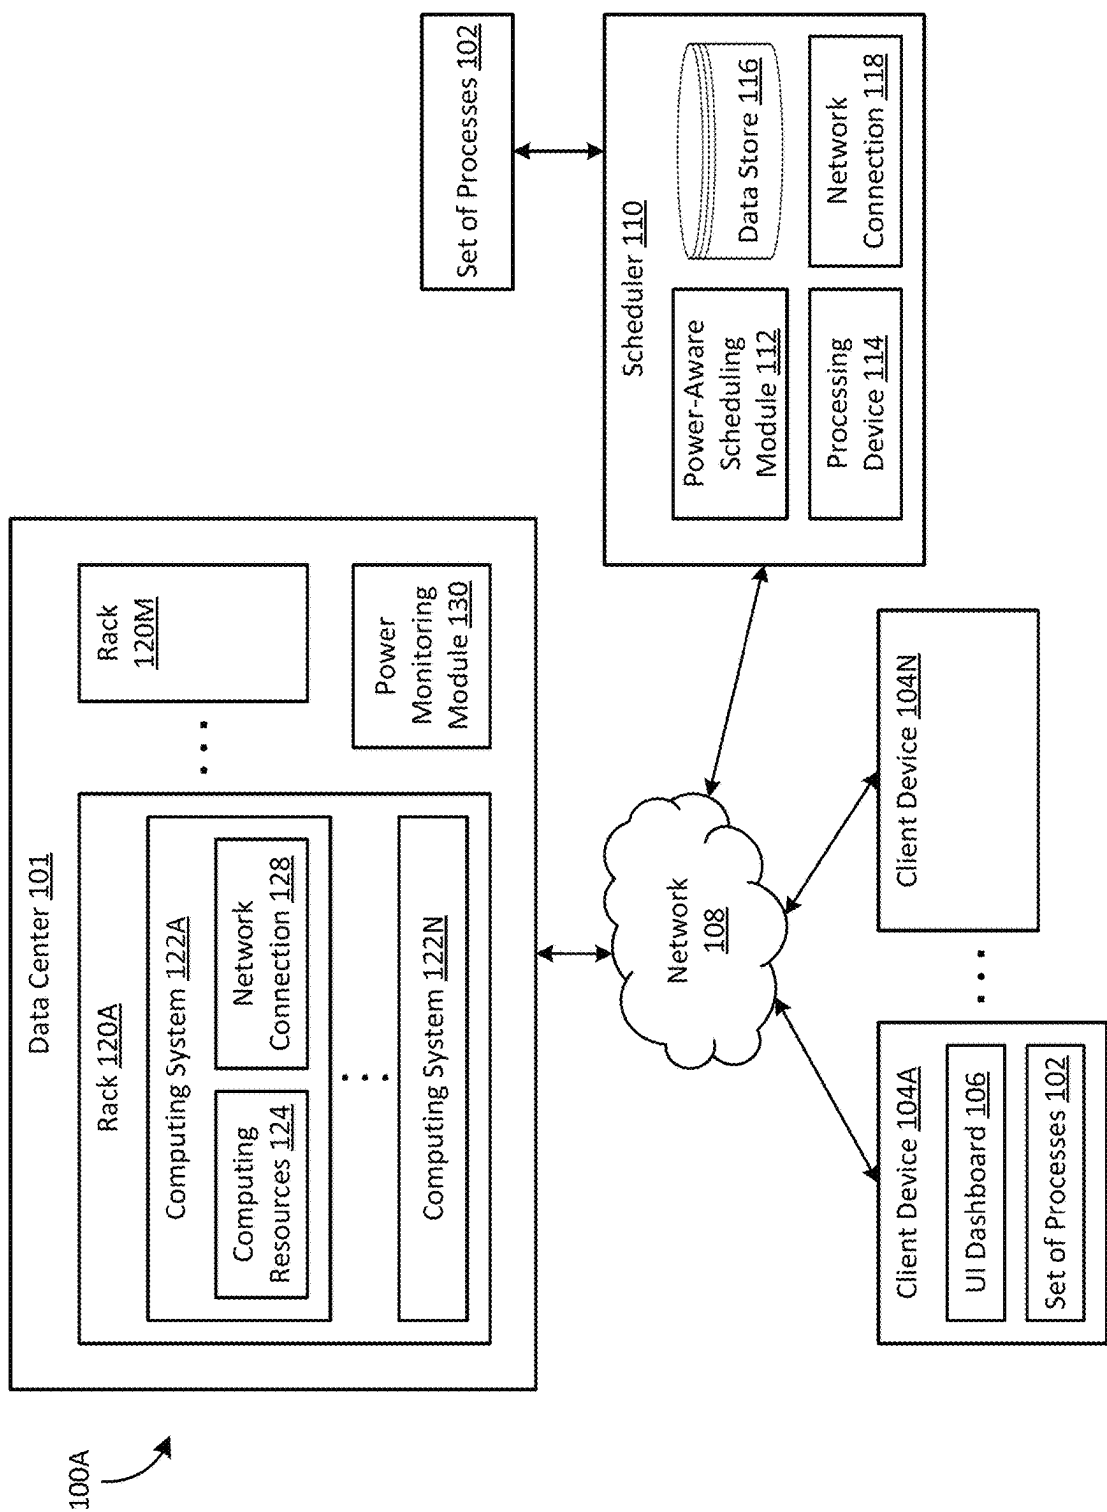 100A
Data Center 101
Rack 120A
Computing System 122A
Computing
Resources 124
Network
Connection 128
Computing System 122N
Rack
120M
Power
Monitoring
Module 130
Network
108
Set of Processes 102
Scheduler 110
Power-Aware
Scheduling
Module 112
Data Store 116
Processing
Device 114
Network
Connection 118
Client Device 104A
UI Dashboard 106
Set of Processes 102
Client Device 104N